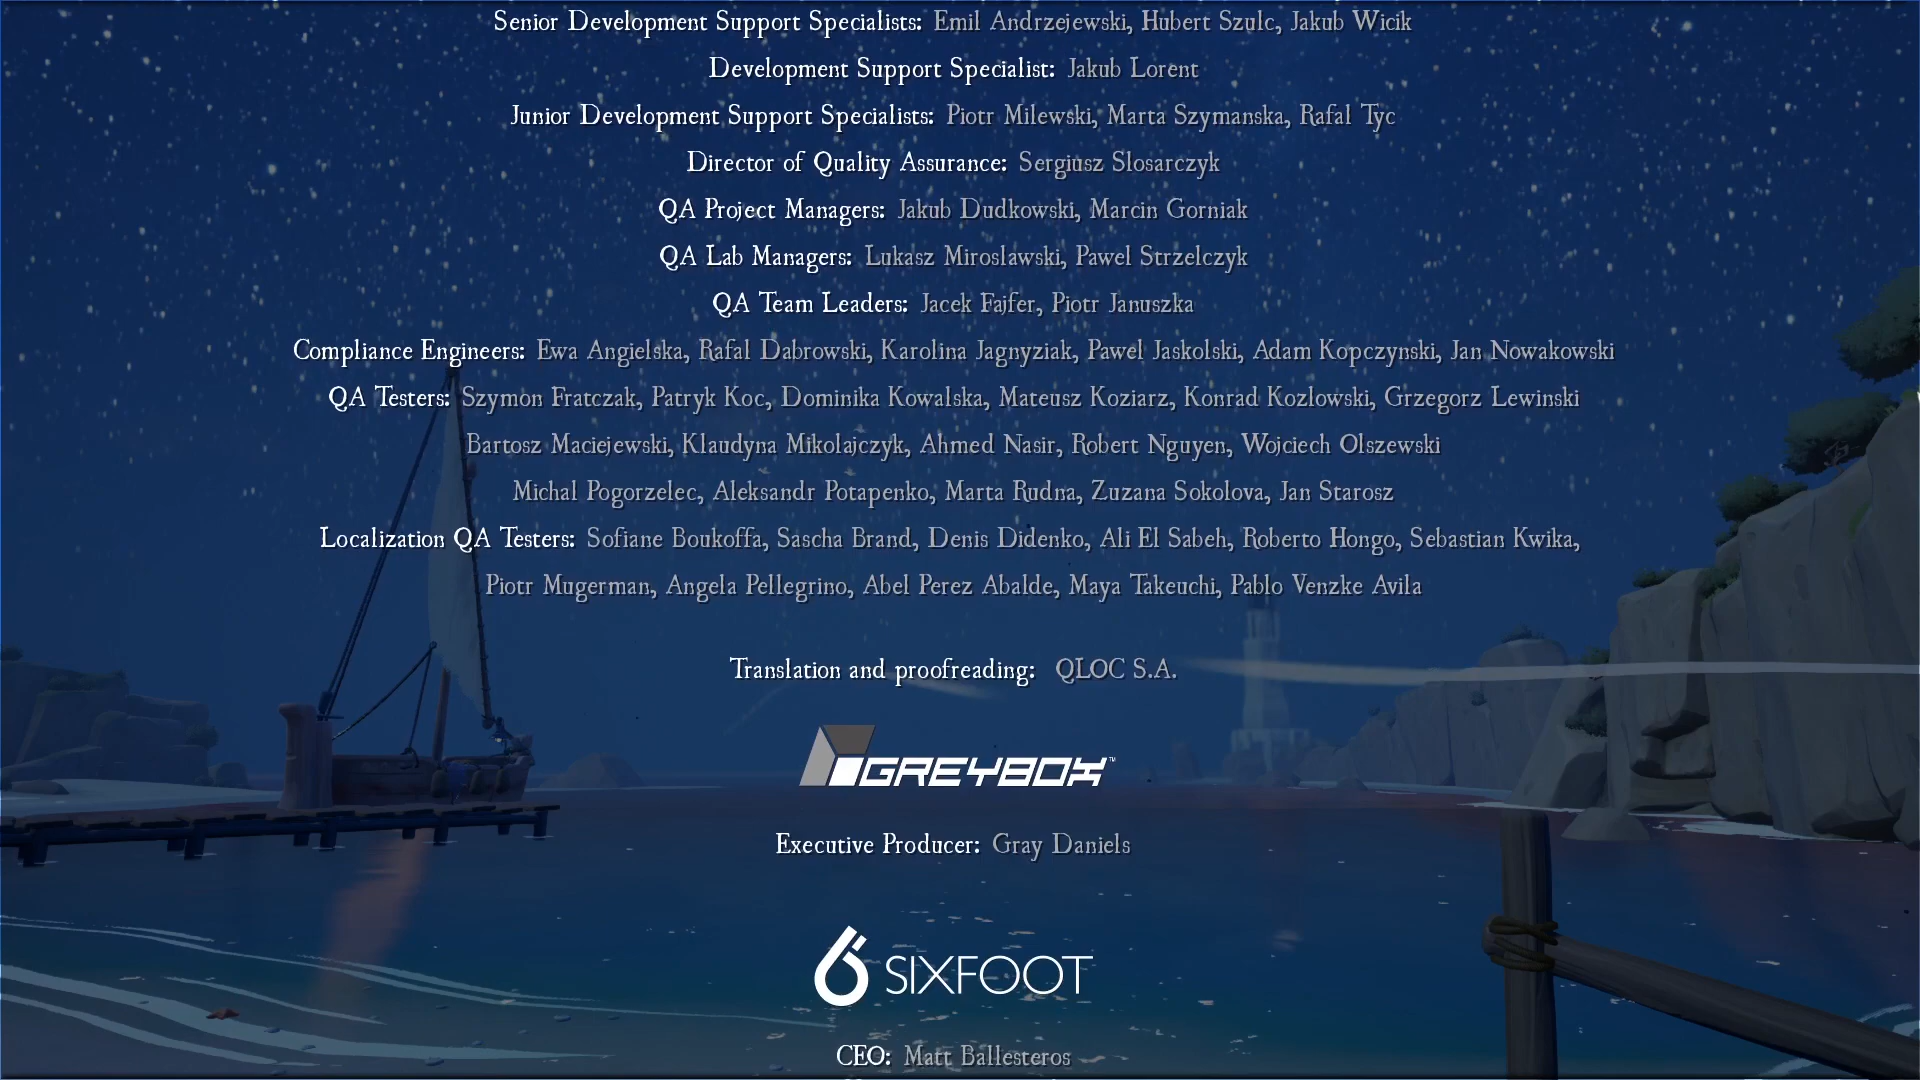 Senior Development Support Specialists: Emil Andrzejewski, Hubert Szulc, Jakub Wicik
Development Support Specialist: Jakub Lorent
Junior Development Support Specialists: Piotr Milewski, Marta Szymanska, Rafal Tyc
Director of Quality Assurance: Sergiusz Slosarczyk
QA Project Managers: Jakub Dudkowski, Marcin Gorniak
QA Lab Managers: Lukasz Miroslawski, Pawel Strzelczyk
QA Team Leaders: Jacek Fajfer, Piotr Januszka
Compliance Engineers: Ewa Angielska, Rafal Dabrowski, Karolina Jagnyziak, Pawel Jaskolski, Adam Kopczynski, Jan Nowakowski
QA Testers: Szymon Fratczak, Patryk Koc, Dominika Kowalska, Mateusz Koziarz, Konrad Kozlowski, Grzegorz Lewinski
Bartosz Maciejewski, Klaudyna Mikolajczyk, Ahmed Nasir, Robert Nguyen, Wojciech Olszewski
Michal Pogorzelec, Aleksandr Potapenko, Marta Rudna, Zuzana Sokolova, Jan Starosz
Localization QA Testers: Sofiane Boukoffa, Sascha Brand, Denis Didenko, Ali El Sabeh, Roberto Hongo, Sebastian Kwika,
Piotr Mugerman, Angela Pellegrino, Abel Perez Abalde, Maya Takeuchi, Pablo Venzke Avila
Translation and proofreading: QLOC S.A.
GREYBOX™
Executive Producer: Gray Daniels
6 SIXFOOT
CEO: Matt Ballesteros